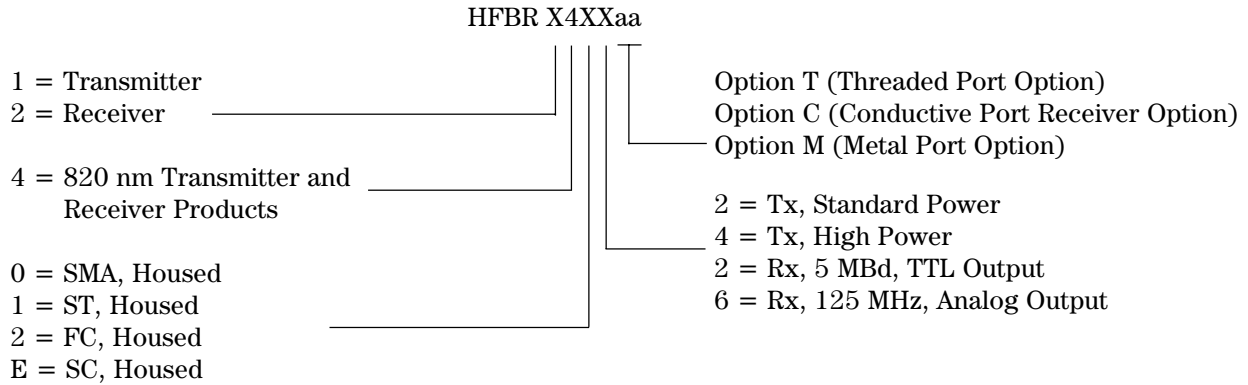 HFBR X4XXaa
1 = Transmitter
2 = Receiver
4 = 820 nm Transmitter and
Receiver Products
0 = SMA, Housed
1 = ST, Housed
2 = FC, Housed
E = SC, Housed
Option T (Threaded Port Option)
Option C (Conductive Port Receiver Option)
Option M (Metal Port Option)
2 = Tx, Standard Power
4 = Tx, High Power
2 = Rx, 5 MBd, TTL Output
6 = Rx, 125 MHz, Analog Output